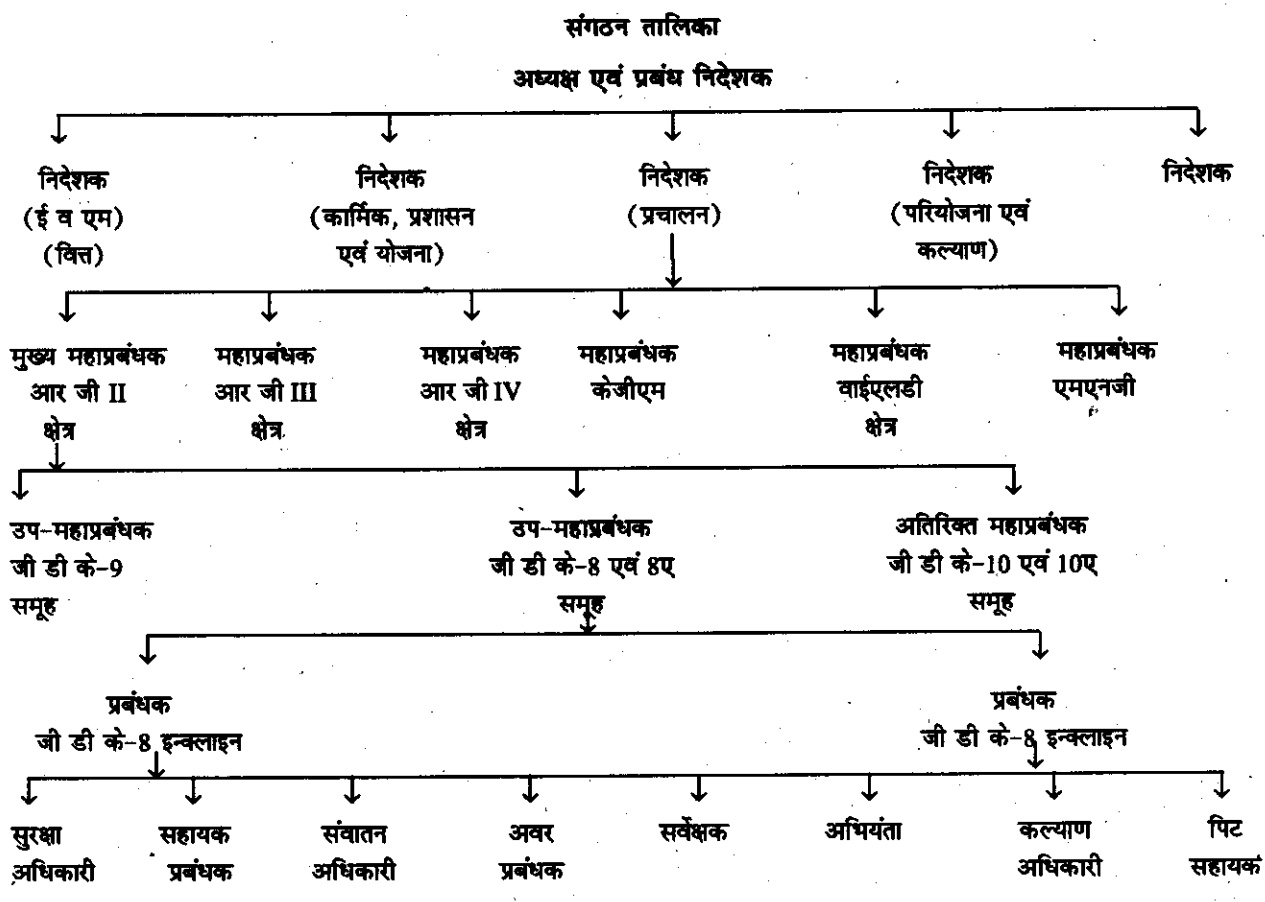 संगठन तालिका
अध्यक्ष एवं प्रबंध निदेशक
निदेशक
(ई व एम)
(वित्त)
निदेशक
(कार्मिक, प्रशासन
एवं योजना)
निदेशक
(प्रचालन)
निदेशक
(परियोजना एवं
कल्याण)
निदेशक
मुख्य महाप्रबंधक
आर जी II
क्षेत्र
महाप्रबंधक
आर जी III
क्षेत्र
महाप्रबंधक
आर जी IV
क्षेत्र
महाप्रबंधक
केजीएम
महाप्रबंधक
वाईएलडी
क्षेत्र
महाप्रबंधक
एमएनजी
उप-महाप्रबंधक
जी डी के-9
समूह
उप-महाप्रबंधक
जी डी के-8 एवं 8ए
समूह
अतिरिक्त महाप्रबंधक
जी डी के-10 एवं 10ए
समूह
प्रबंधक
जी डी के-8 इन्क्लाइन
प्रबंधक
जी डी के-8 इन्क्लाइन
सुरक्षा
अधिकारी
सहायक
प्रबंधक
संवातन
अधिकारी
अवर
प्रबंधक
सर्वेक्षक
अभियंता
कल्याण
अधिकारी
पिट
सहायक